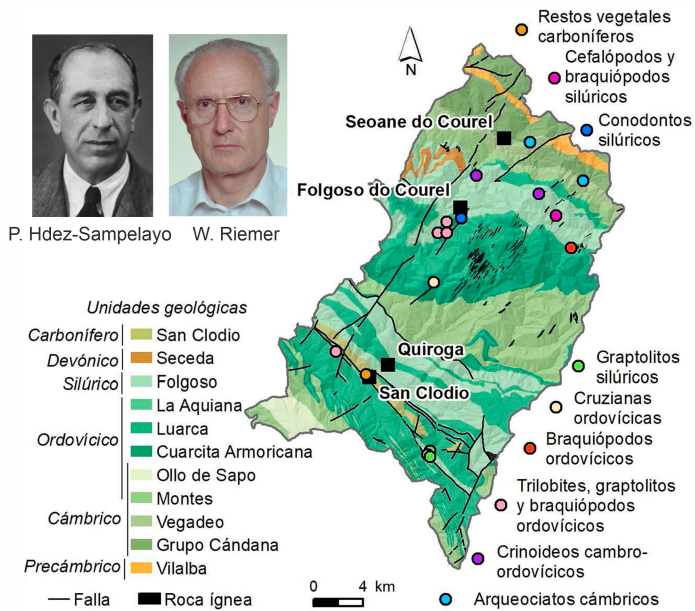 Restos vegetales
carboníferos
Cefalópodos y
braquiópodos
silúricos
Conodontos
silúricos
N
Seoane do Courel
Folgoso do Courel
P. Hdez-Sampelayo
W. Riemer
Unidades geológicas
Carbonífero
San Clodio
Devónico
Seceda
Silúrico
Folgoso
Ordovícico
La Aquiana
Luarca
Cuarcita Armoricana
Ollo de Sapo
Montes
Cámbrico
Vegadeo
Grupo Cándana
Precámbrico
Vilalba
Falla
Roca ígnea
Quiroga
San Clodio
Graptolitos
silúricos
Cruzianas
ordovícicas
Braquiópodos
ordovícicos
Trilobites, graptolitos
y braquiópodos
ordovícicos
Crinoideos cambro-
ordovícicos
Arqueociatos cámbricos
0 4 km